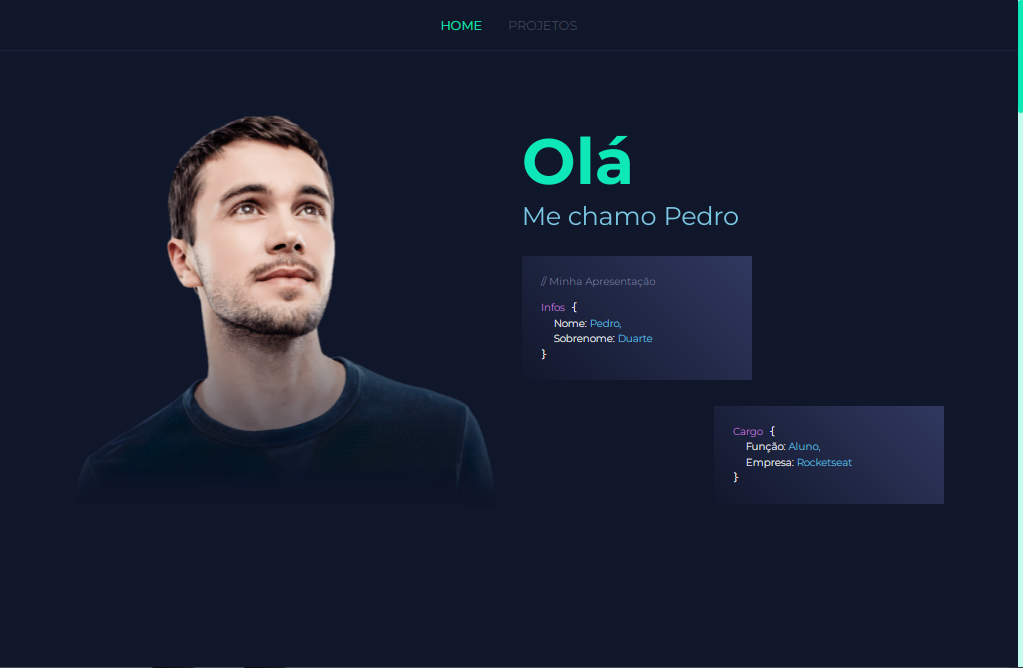 HOME PROJETOS
Olá
Me chamo Pedro
// Minha Apresentação
Infos {
Nome: Pedro,
Sobrenome: Duarte
}
Cargo {
Função: Aluno,
Empresa: Rocketseat
}